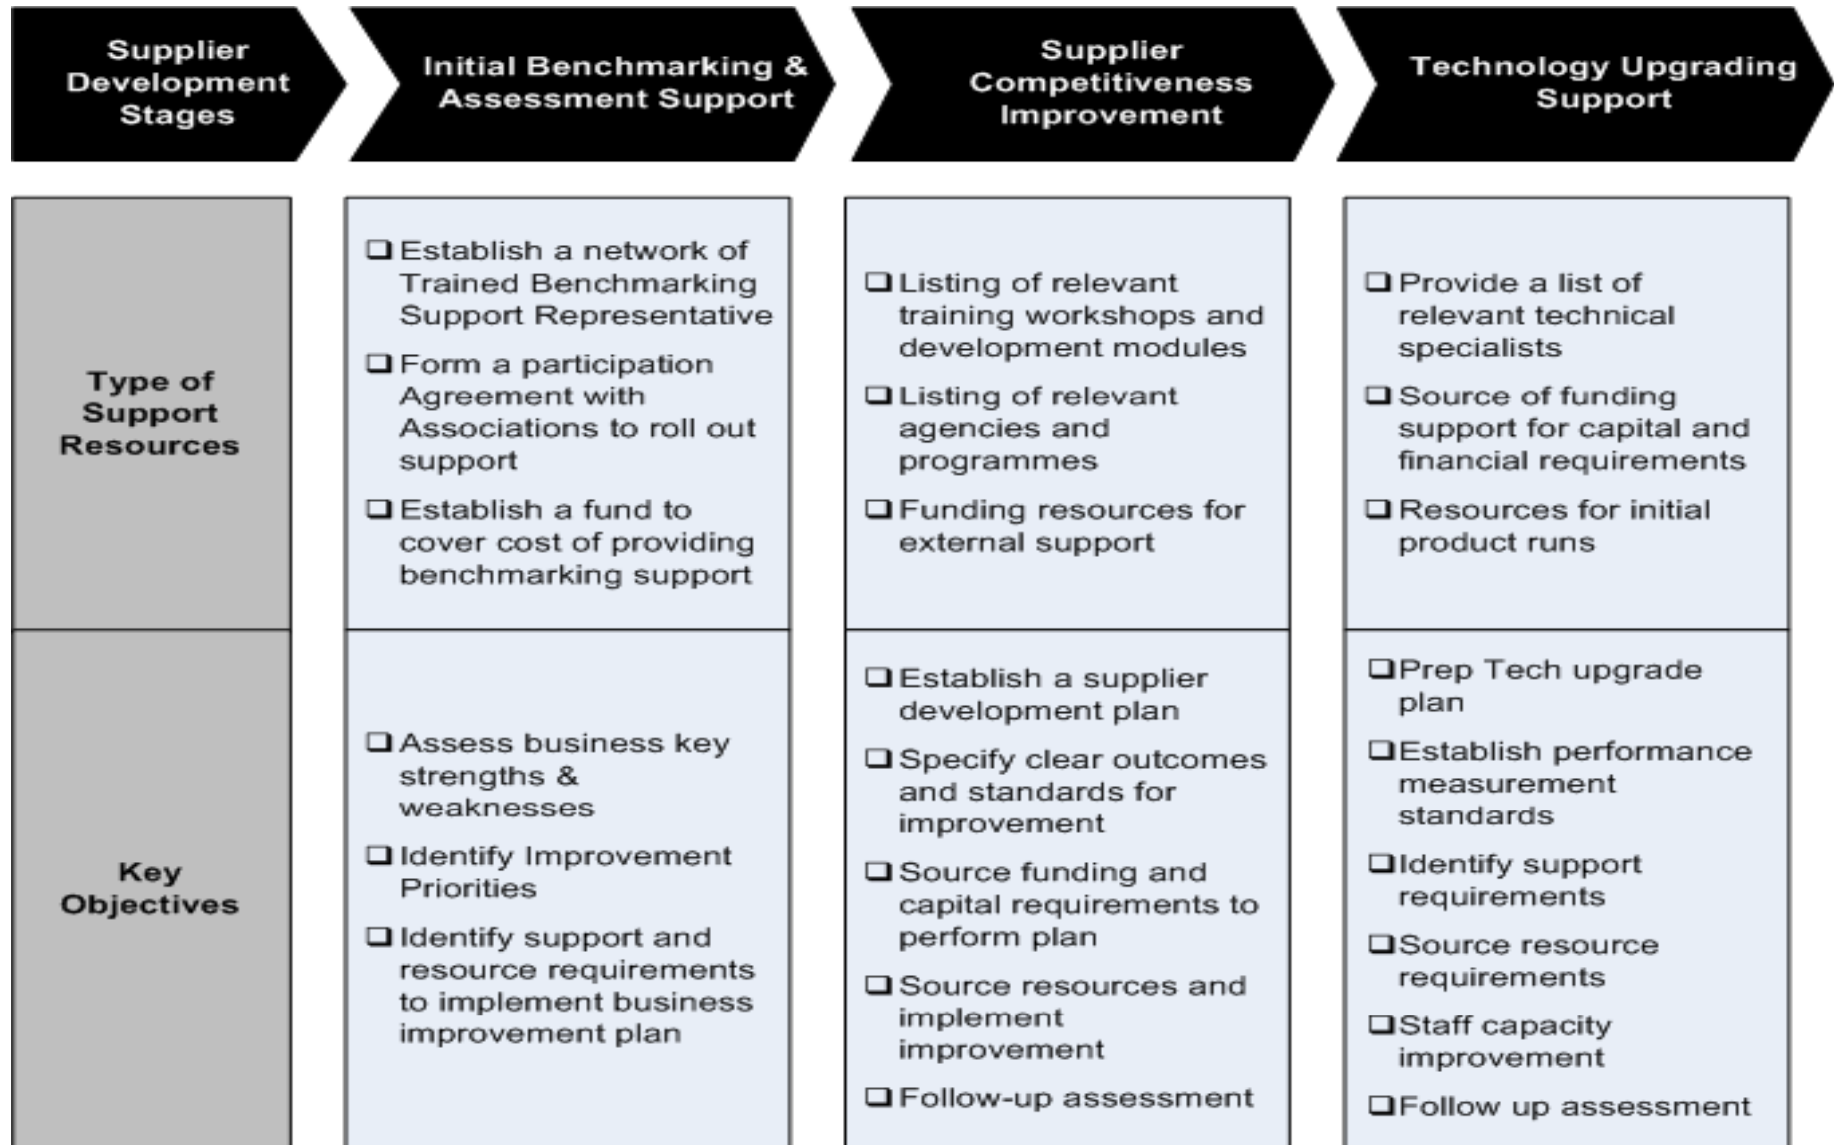 Supplier
Development
Stages
Initial Benchmarking &
Assessment Support
Supplier
Competitiveness
Improvement
Technology Upgrading
Support
Type of
Support
Resources
❑ Establish a network of
Trained Benchmarking
Support Representative
❑ Form a participation
Agreement with
Associations to roll out
support
❑ Establish a fund to
cover cost of providing
benchmarking support
❑ Listing of relevant
training workshops and
development modules
❑ Listing of relevant
agencies and
programmes
❑ Funding resources for
external support
❑ Provide a list of
relevant technical
specialists
❑ Source of funding
support for capital and
financial requirements
❑ Resources for initial
product runs
Key
Objectives
❑ Assess business key
strengths &
weaknesses
❑ Identify Improvement
Priorities
❑ Identify support and
resource requirements
to implement business
improvement plan
❑ Establish a supplier
development plan
❑ Specify clear outcomes
and standards for
improvement
❑ Source funding and
capital requirements to
perform plan
❑ Source resources and
implement
improvement
❑ Follow-up assessment
❑ Prep Tech upgrade
plan
❑ Establish performance
measurement
standards
❑ Identify support
requirements
❑ Source resource
requirements
❑ Staff capacity
improvement
❑ Follow up assessment